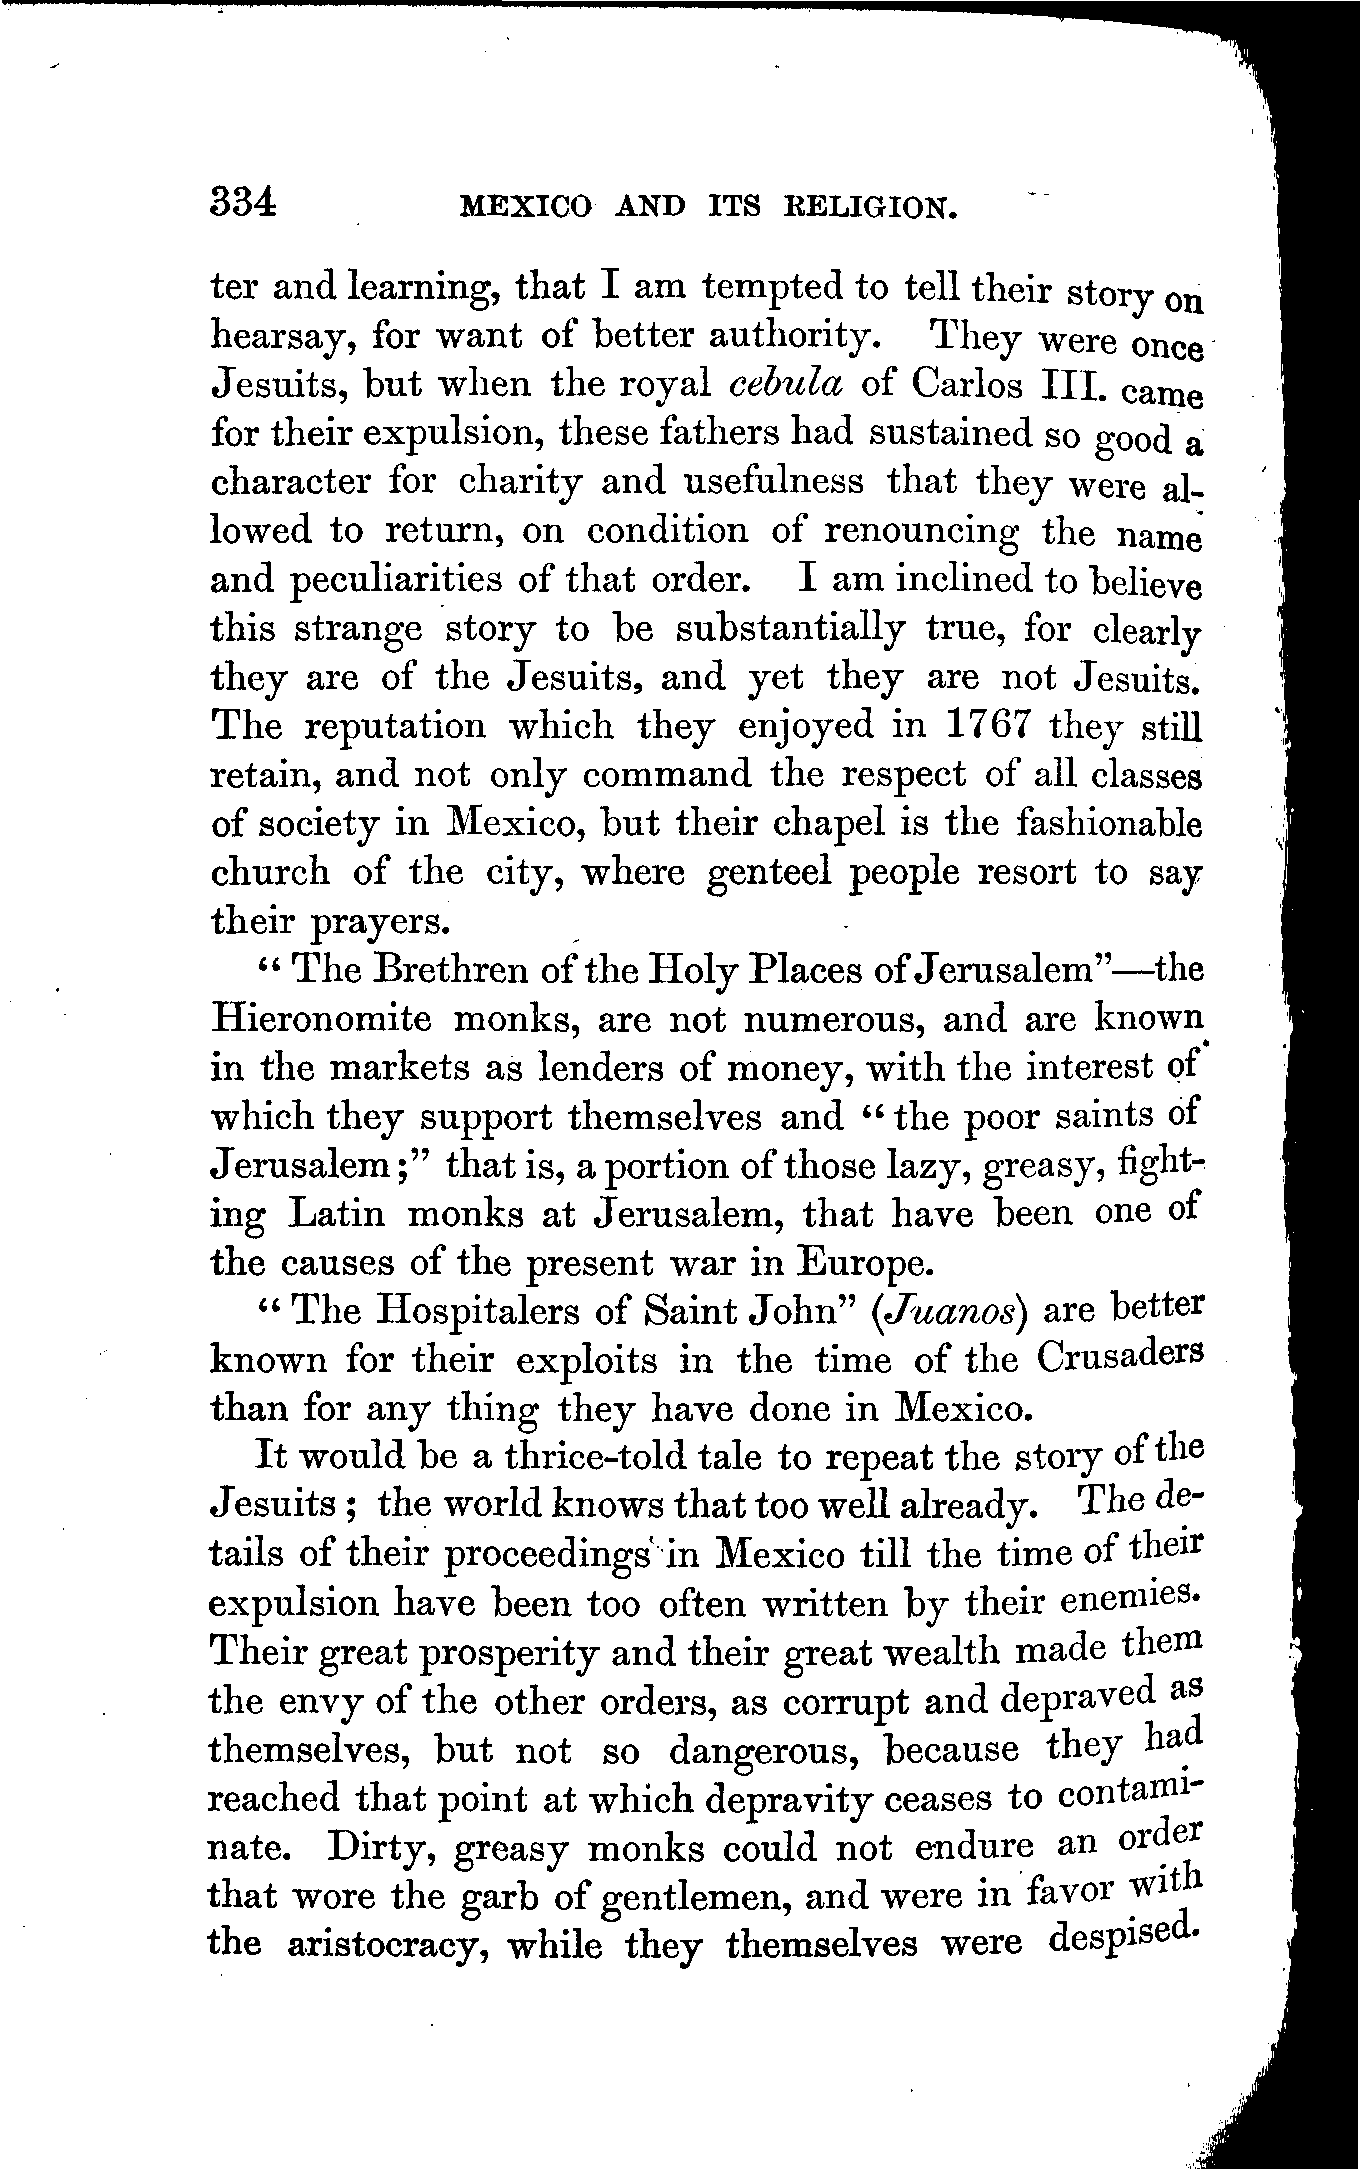 334 MEXICO AND ITS RELIGION.
ter and learning, that I am tempted to tell their story on
hearsay, for want of better authority. They were once
Jesuits, but when the royal cebula of Carlos III. came
for their expulsion, these fathers had sustained so good a
character for charity and usefulness that they were al-
lowed to return, on condition of renouncing the name
and peculiarities of that order. I am inclined to believe
this strange story to be substantially true, for clearly
they are of the Jesuits, and yet they are not Jesuits.
The reputation which they enjoyed in 1767 they still
retain, and not only command the respect of all classes
of society in Mexico, but their chapel is the fashionable
church of the city, where genteel people resort to say
their prayers.
“The Brethren of the Holy Places of Jerusalem”—the
Hieronomite monks, are not numerous, and are known
in the markets as lenders of money, with the interest of
which they support themselves and “the poor saints of
Jerusalem;” that is, a portion of those lazy, greasy, fight-
ing Latin monks at Jerusalem, that have been one of
the causes of the present war in Europe.
“The Hospitalers of Saint John” (Juanos) are better
known for their exploits in the time of the Crusaders
than for any thing they have done in Mexico.
It would be a thrice-told tale to repeat the story of the
Jesuits; the world knows that too well already. The de-
tails of their proceedings in Mexico till the time of their
expulsion have been too often written by their enemies.
Their great prosperity and their great wealth made them
the envy of the other orders, as corrupt and depraved as
themselves, but not so dangerous, because they had
reached that point at which depravity ceases to contami-
nate. Dirty, greasy monks could not endure an order
that wore the garb of gentlemen, and were in favor with
the aristocracy, while they themselves were despised.